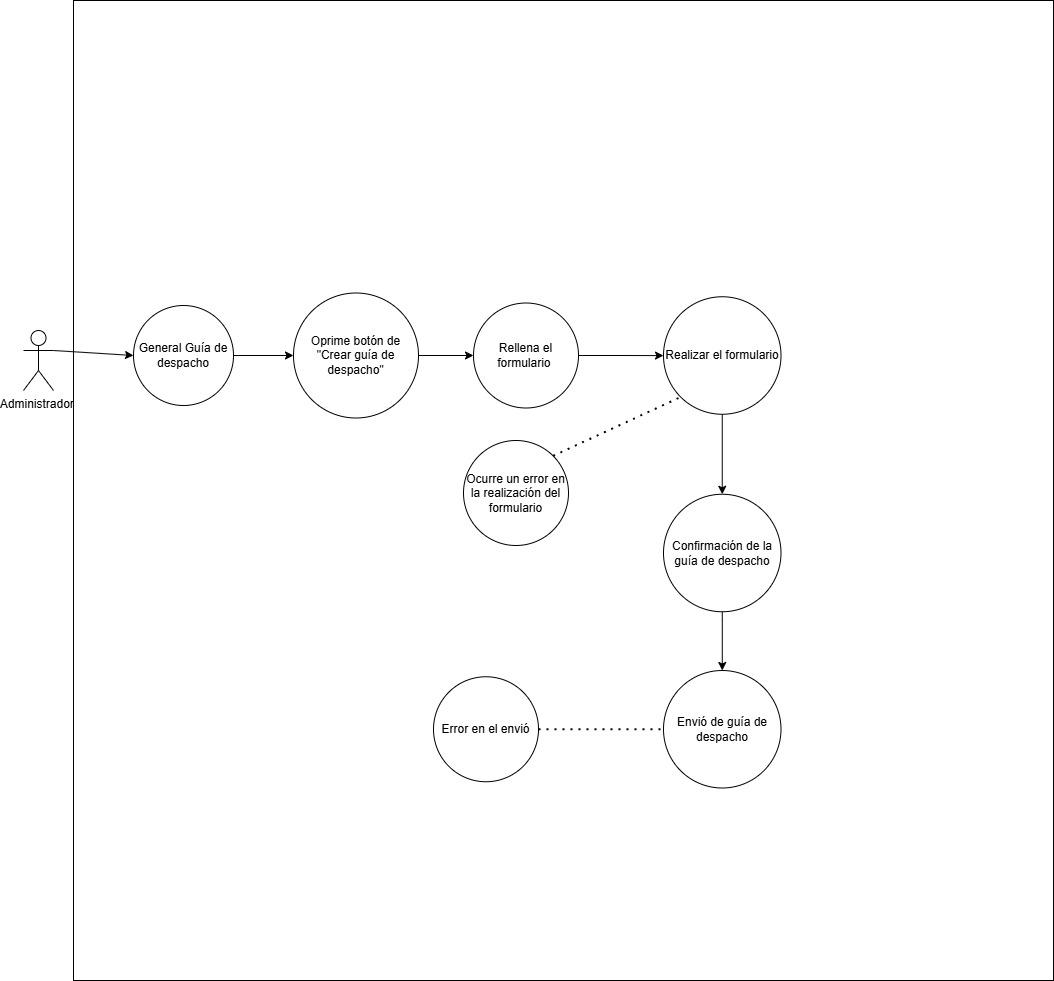 Administrador
General Guía de
despacho
Oprime botón de
"Crear guía de
despacho"
Rellena el
formulario
Realizar el formulario
Ocurre un error en
la realización del
formulario
Confirmación de la
guía de despacho
Error en el envió
Envió de guía de
despacho